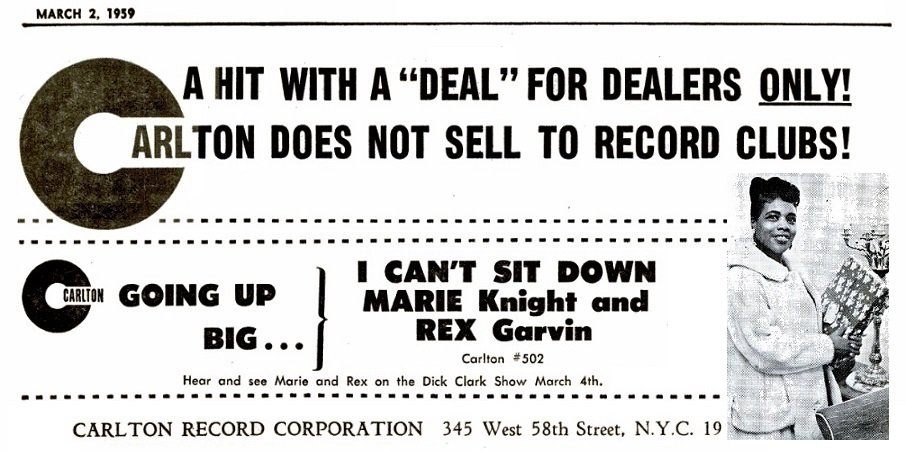 MARCH 2, 1959
A HIT WITH A “DEAL” FOR DEALERS ONLY!
CARLTON DOES NOT SELL TO RECORD CLUBS!
CARLTON
GOING UP
BIG...
I CAN'T SIT DOWN
MARIE Knight and
REX Garvin
Carlton #502
Hear and see Marie and Rex on the Dick Clark Show March 4th.
CARLTON RECORD CORPORATION 345 West 58th Street, N.Y.C. 19